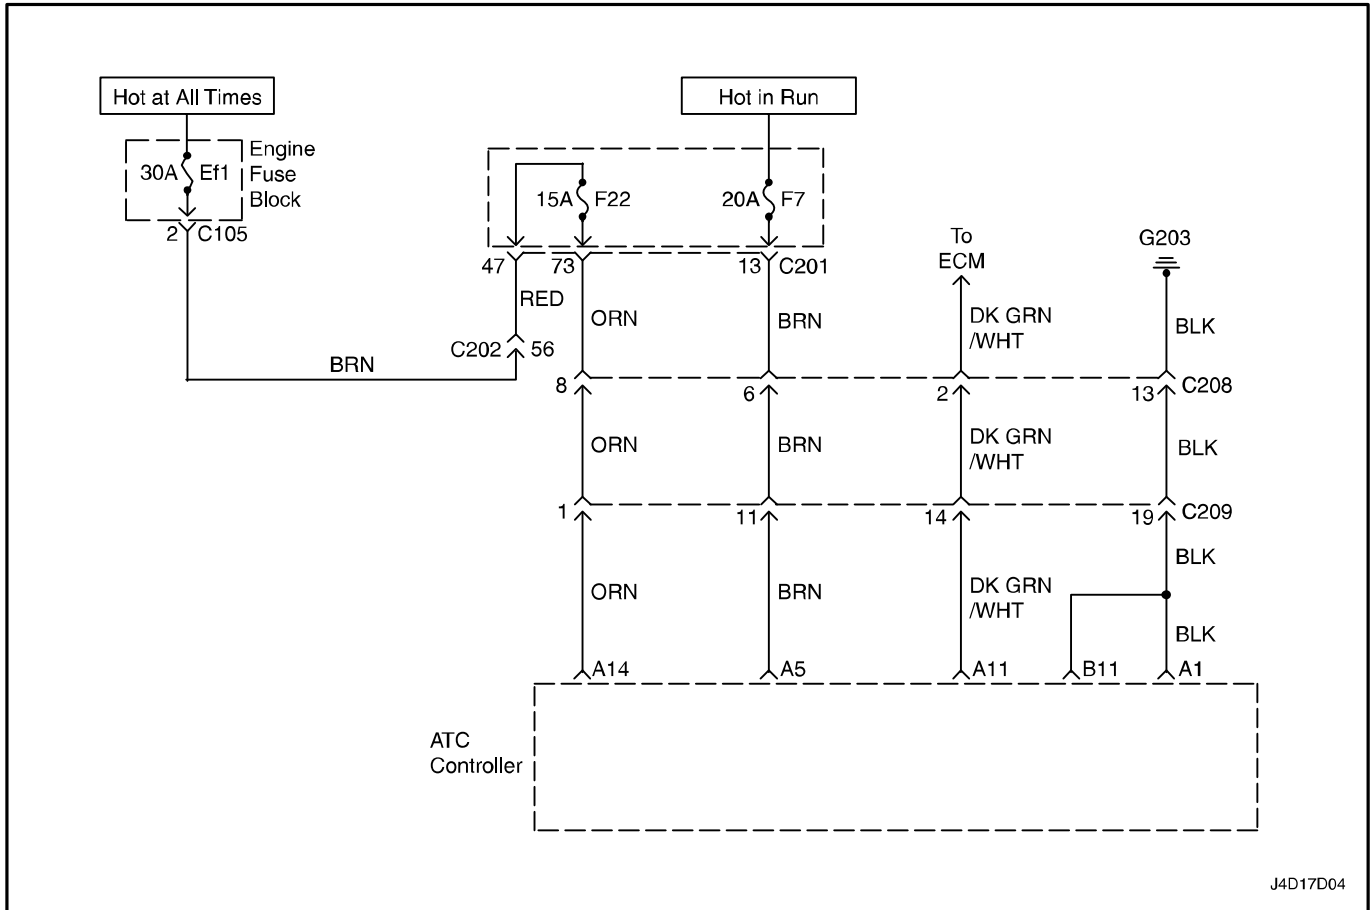 Hot at All Times
Hot in Run
30A
Ef1
Engine
Fuse
Block
15A
F22
20A
F7
2
C105
47
73
13
C201
To
ECM
G203
RED
ORN
BRN
DK GRN
/WHT
BLK
C202
56
BRN
8
6
2
13
C208
ORN
BRN
DK GRN
/WHT
BLK
1
11
14
19
C209
BLK
ORN
BRN
DK GRN
/WHT
BLK
A14
A5
A11
B11
A1
ATC
Controller
J4D17D04